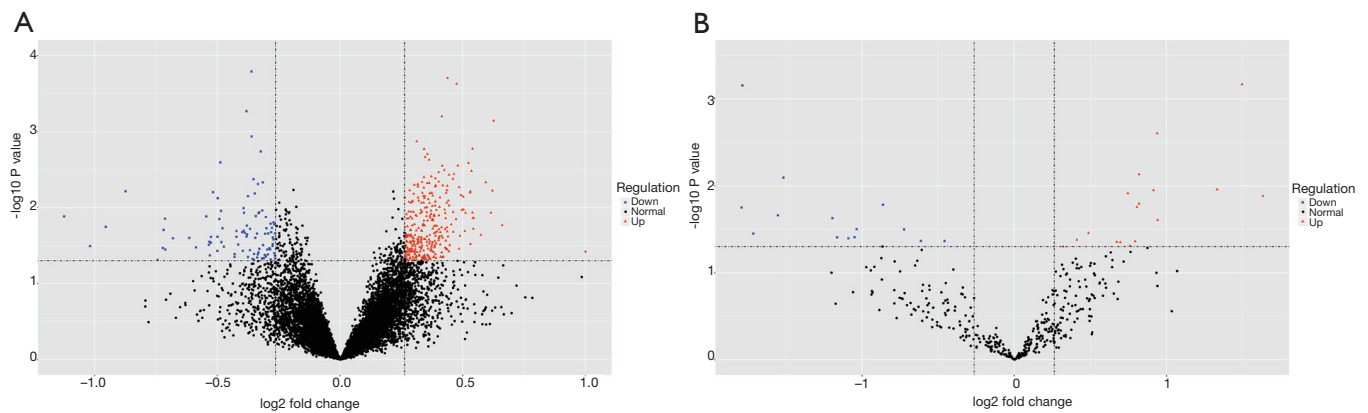 A
4
3
2
1
0
-log10 P value
−1.0
−0.5
0.0
0.5
1.0
log2 fold change
Regulation
Down
Normal
Up
B
3
2
1
0
-log10 P value
−1
0
1
log2 fold change
Regulation
Down
Normal
Up